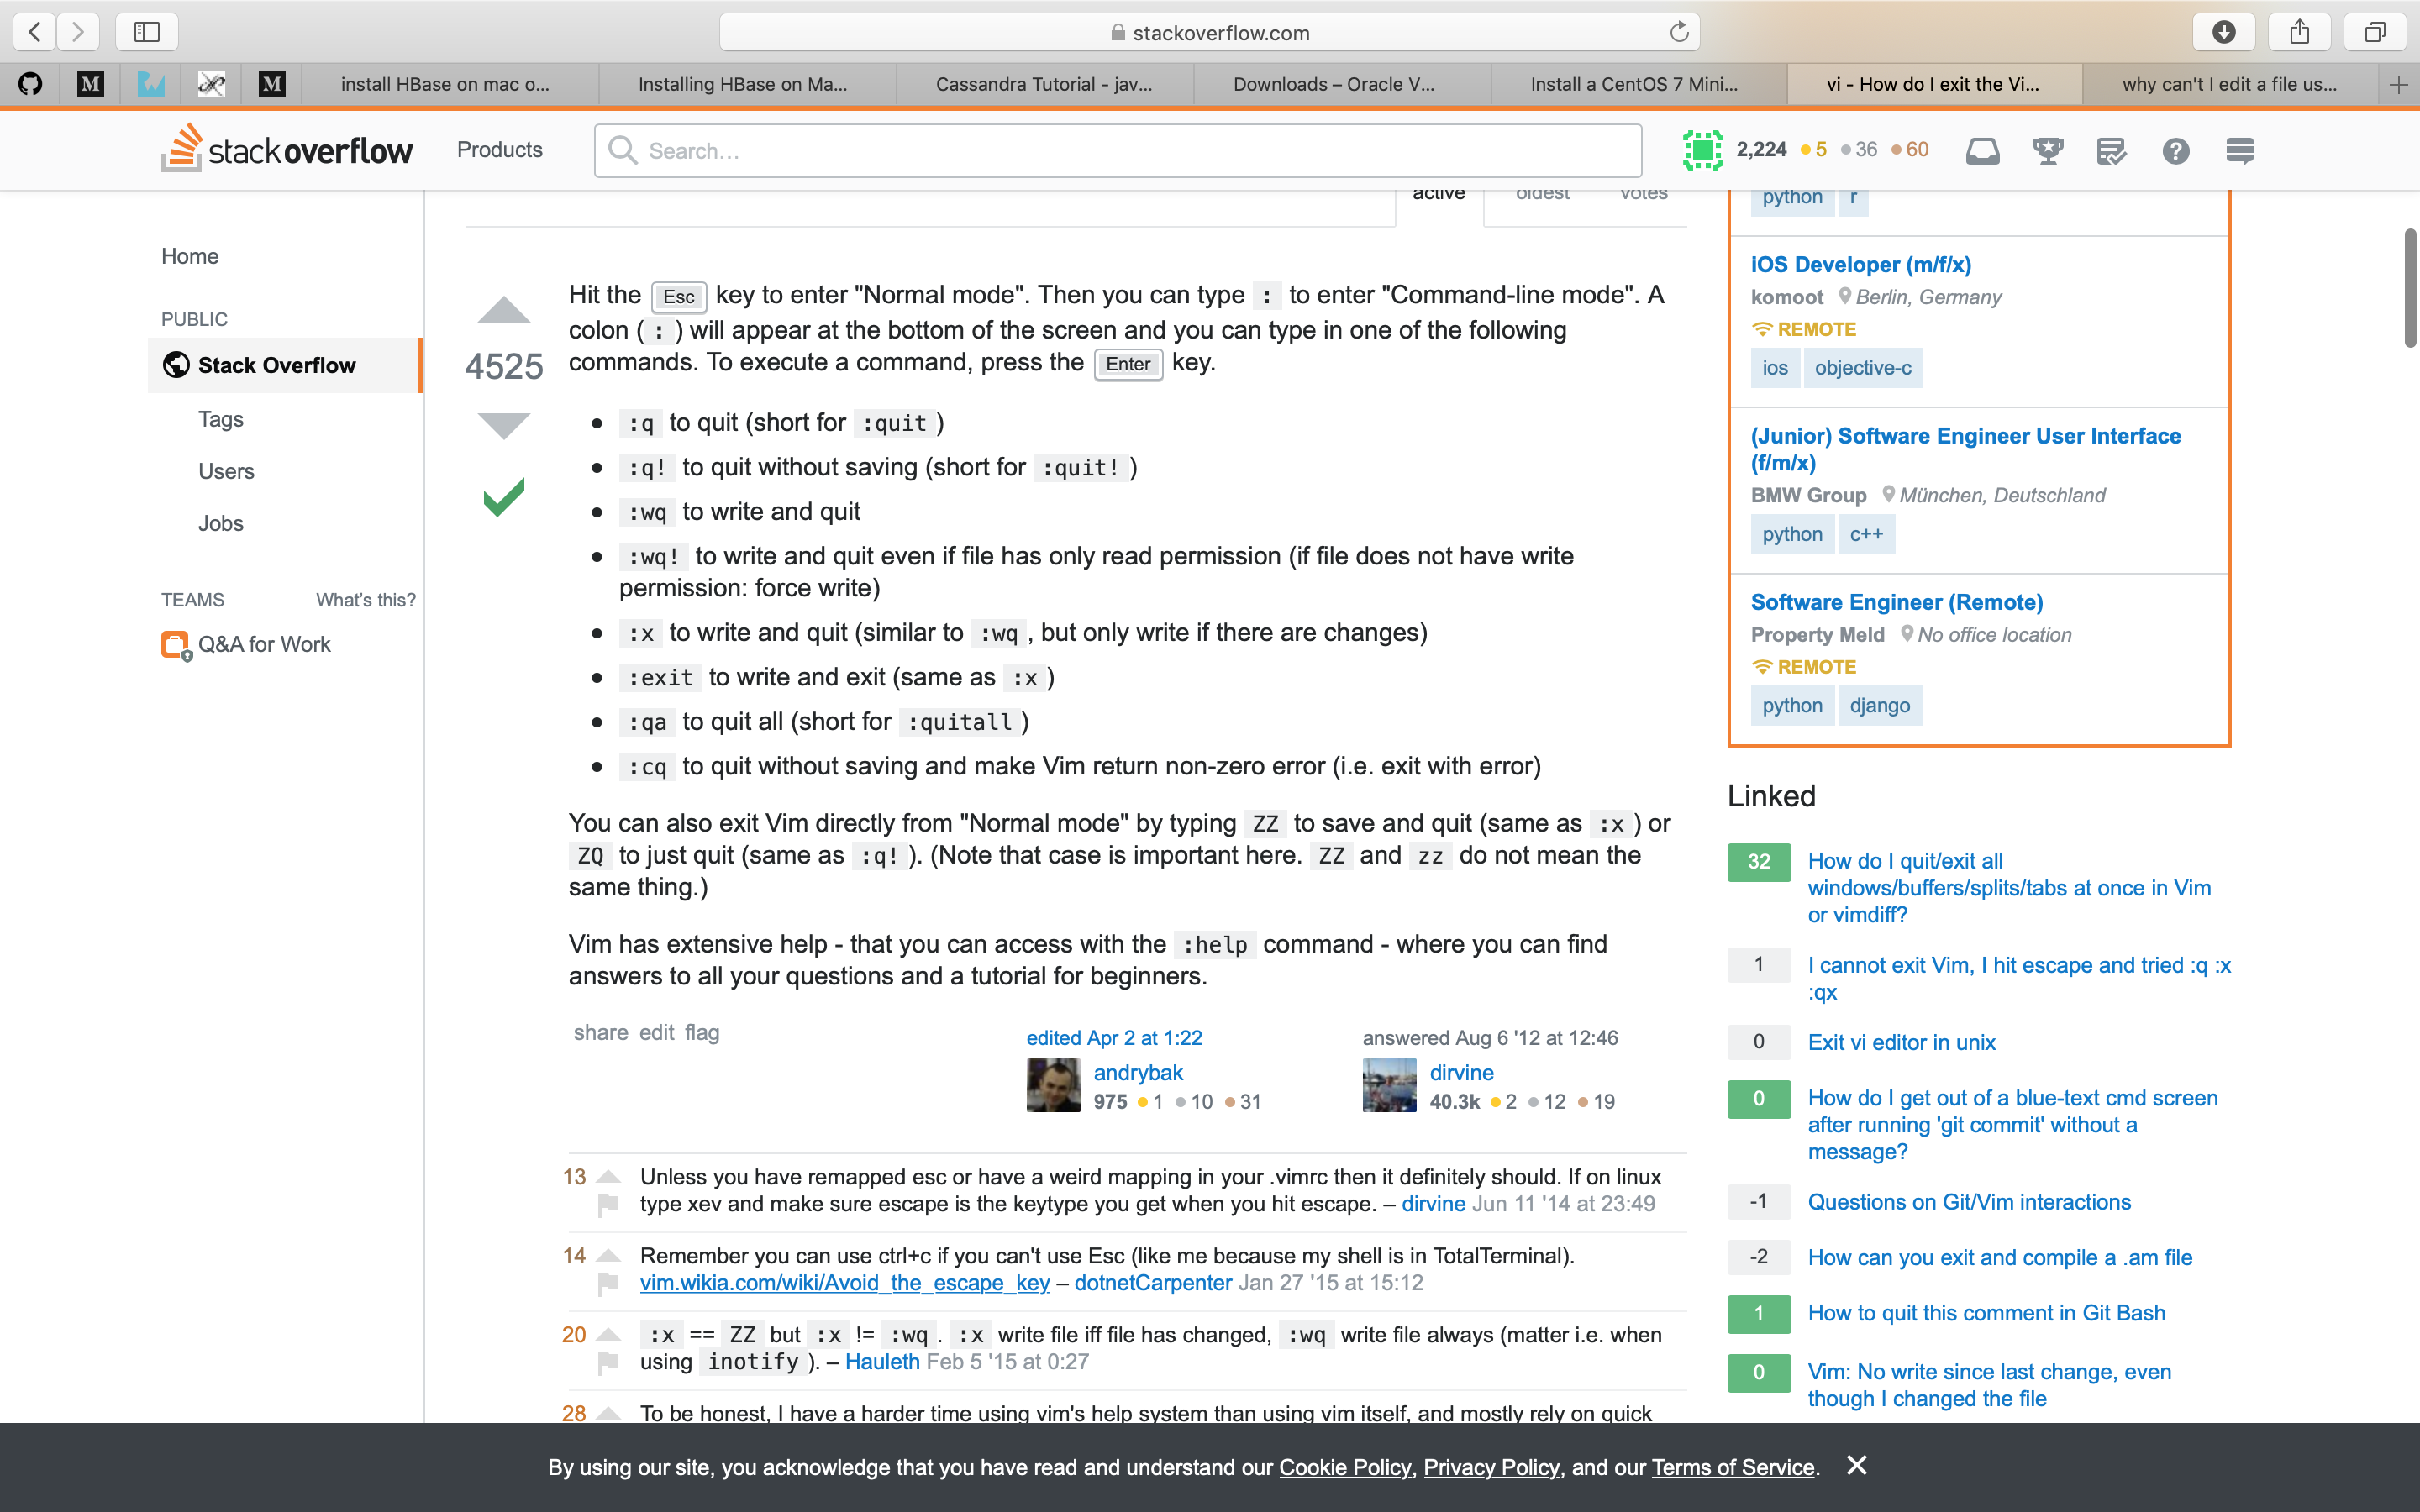 stackoverflow.com
M
M
install HBase on mac o...
Installing HBase on Ma...
Cassandra Tutorial - jav...
Downloads – Oracle V...
Install a CentOS 7 Mini...
vi - How do I exit the Vi...
why can't I edit a file us...
stackoverflow
Products
Search...
2,224 5 36 60
active oldest votes
Home
PUBLIC
Stack Overflow
Tags
Users
Jobs
TEAMS What's this?
Q&A for Work
4525
Hit the Esc key to enter "Normal mode". Then you can type : to enter "Command-line mode". A
colon ( : ) will appear at the bottom of the screen and you can type in one of the following
commands. To execute a command, press the Enter key.
:q to quit (short for :quit )
:q! to quit without saving (short for :quit! )
:wq to write and quit
:wq! to write and quit even if file has only read permission (if file does not have write
permission: force write)
:x to write and quit (similar to :wq , but only write if there are changes)
:exit to write and exit (same as :x )
:qa to quit all (short for :quitall )
:cq to quit without saving and make Vim return non-zero error (i.e. exit with error)
You can also exit Vim directly from "Normal mode" by typing ZZ to save and quit (same as :x ) or
ZQ to just quit (same as :q! ). (Note that case is important here. ZZ and zz do not mean the
same thing.)
Vim has extensive help - that you can access with the :help command - where you can find
answers to all your questions and a tutorial for beginners.
share edit flag
edited Apr 2 at 1:22
andrybak
975 1 10 31
answered Aug 6 '12 at 12:46
dirvine
40.3k 2 12 19
13 Unless you have remapped esc or have a weird mapping in your .vimrc then it definitely should. If on linux
type xev and make sure escape is the keytype you get when you hit escape. – dirvine Jun 11 '14 at 23:49
14 Remember you can use ctrl+c if you can't use Esc (like me because my shell is in TotalTerminal).
vim.wikia.com/wiki/Avoid_the_escape_key – dotnetCarpenter Jan 27 '15 at 15:12
20 :x == ZZ but :x != :wq . :x write file iff file has changed, :wq write file always (matter i.e. when
using inotify ). – Hauleth Feb 5 '15 at 0:27
28 To be honest, I have a harder time using vim's help system than using vim itself, and mostly rely on quick
python r
iOS Developer (m/f/x)
komoot Berlin, Germany
REMOTE
ios objective-c
(Junior) Software Engineer User Interface
(f/m/x)
BMW Group München, Deutschland
python c++
Software Engineer (Remote)
Property Meld No office location
REMOTE
python django
Linked
32 How do I quit/exit all
windows/buffers/splits/tabs at once in Vim
or vimdiff?
1 I cannot exit Vim, I hit escape and tried :q :x
:qx
0 Exit vi editor in unix
0 How do I get out of a blue-text cmd screen
after running 'git commit' without a
message?
-1 Questions on Git/Vim interactions
-2 How can you exit and compile a .am file
1 How to quit this comment in Git Bash
0 Vim: No write since last change, even
though I changed the file
By using our site, you acknowledge that you have read and understand our Cookie Policy, Privacy Policy, and our Terms of Service.